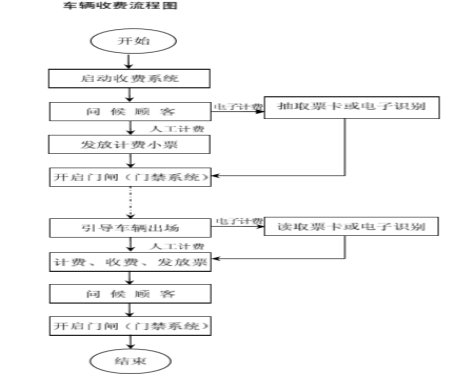 车辆收费流程图
开始
启动收费系统
问候顾客
电子计费
抽取票卡或电子识别
人工计费
发放计费小票
开启门闸（门禁系统）
引导车辆出场
电子计费
读取票卡或电子识别
人工计费
计费、收费、发放票
问候顾客
开启门闸（门禁系统）
结束